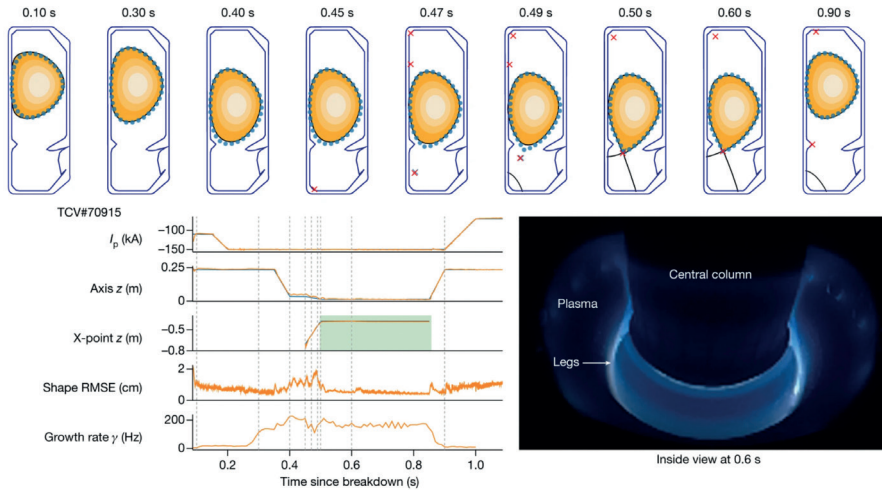 0.10 s 0.30 s 0.40 s 0.45 s 0.47 s 0.49 s 0.50 s 0.60 s 0.90 s
TCV#70915
Ip (kA)
−100
−150
Axis z (m)
0.25
0
X-point z (m)
−0.5
−0.8
Shape RMSE (cm)
2
0
Growth rate γ (Hz)
200
0
0.2 0.4 0.6 0.8 1.0
Time since breakdown (s)
Central column
Plasma
Legs
Inside view at 0.6 s